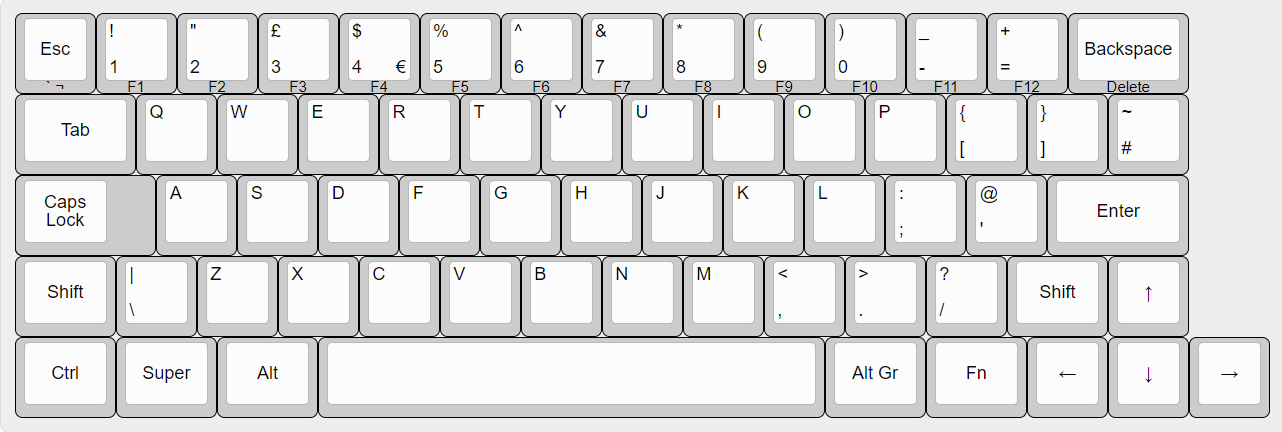 Esc ! " £ $ % ^ & * ( ) _ + Backspace
1 2 3 4 € 5 6 7 8 9 0 - =
` ¬ F1 F2 F3 F4 F5 F6 F7 F8 F9 F10 F11 F12 Delete
Tab Q W E R T Y U I O P { } ~
[ ] #
Caps Lock A S D F G H J K L : @ Enter
; '
Shift | Z X C V B N M < > ? Shift ↑
\ , . /
Ctrl Super Alt Alt Gr Fn ← ↓ →